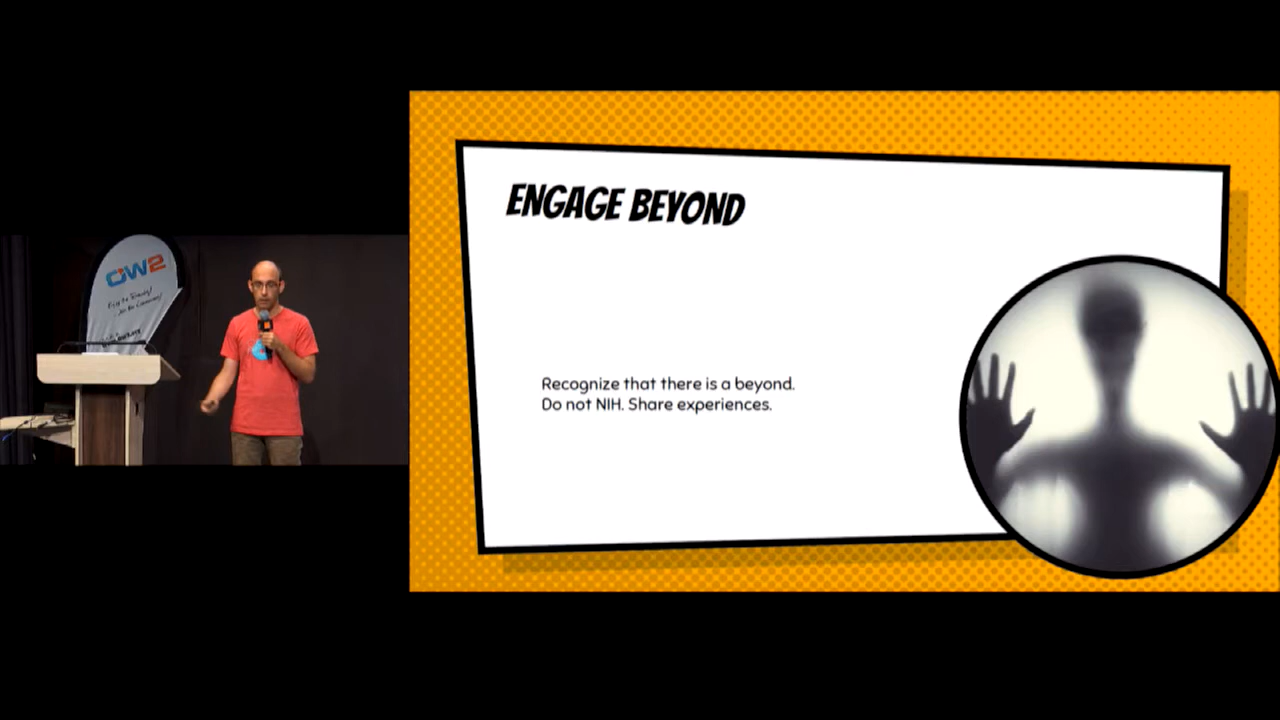 OW2
ENGAGE BEYOND
Recognize that there is a beyond.
Do not NIH. Share experiences.